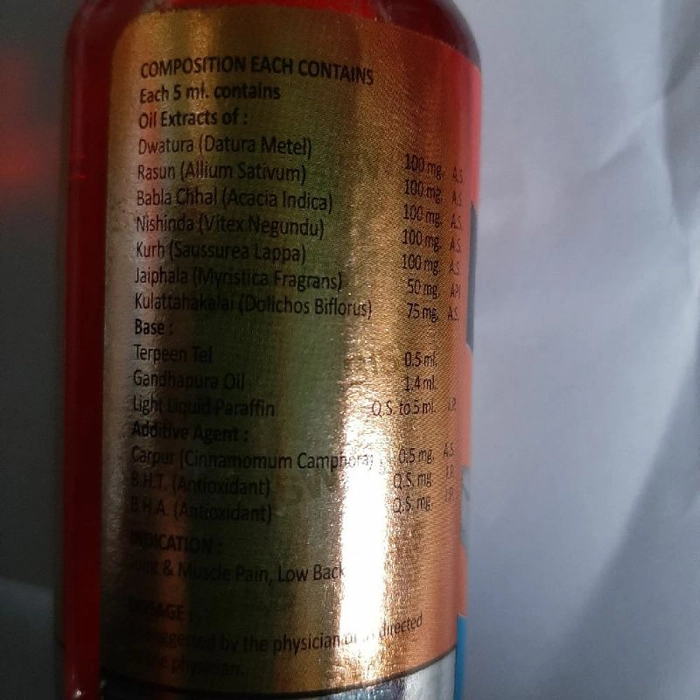 COMPOSITION EACH CONTAINS
Each 5 ml. contains
Oil Extracts of :
Dwatura (Datura Metel) 100 mg. A.S.
Rasun (Allium Sativum) 100 mg. A.S.
Babla Chhal (Acacia Indica) 100 mg. A.S.
Nishinda (Vitex Negundu) 100 mg. A.S.
Kurh (Saussurea Lappa) 100 mg. A.S.
Jaiphala (Myristica Fragrans) 50 mg.
Kulattahakalai (Dolichos Biflorus) 75 mg. A.S.
Base :
Terpeen Tel 0.5 ml.
Gandhapura Oil 1.4 ml.
Light Liquid Paraffin Q.S. to 5 ml. I.P.
Additive Agent :
Carpur (Cinnamomum Camphora) 0.5 mg. A.S.
B.H.T. (Antioxidant) Q.S. mg. I.P.
B.H.A. (Antioxidant) Q.S. mg. I.P.
INDICATION :
Joint & Muscle Pain, Low Back
DOSAGE :
by the physician directed
physician.